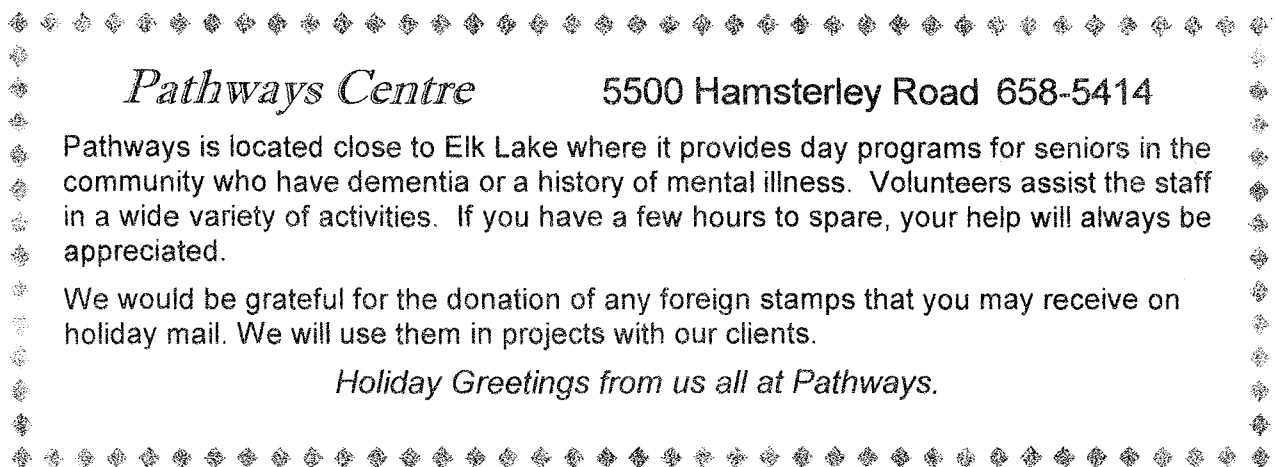 Pathways Centre 5500 Hamsterley Road 658-5414
Pathways is located close to Elk Lake where it provides day programs for seniors in the
community who have dementia or a history of mental illness. Volunteers assist the staff
in a wide variety of activities. If you have a few hours to spare, your help will always be
appreciated.
We would be grateful for the donation of any foreign stamps that you may receive on
holiday mail. We will use them in projects with our clients.
Holiday Greetings from us all at Pathways.